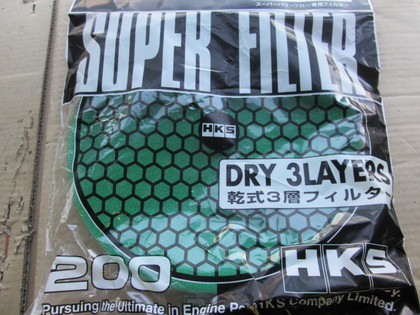 スーパーパワーフロー専用フィルター
SUPER FILTER
HKS
DRY 3LAYERS
乾式3層フィルター
200
HKS
Pursuing the Ultimate in Engine
HKS Company Limited.